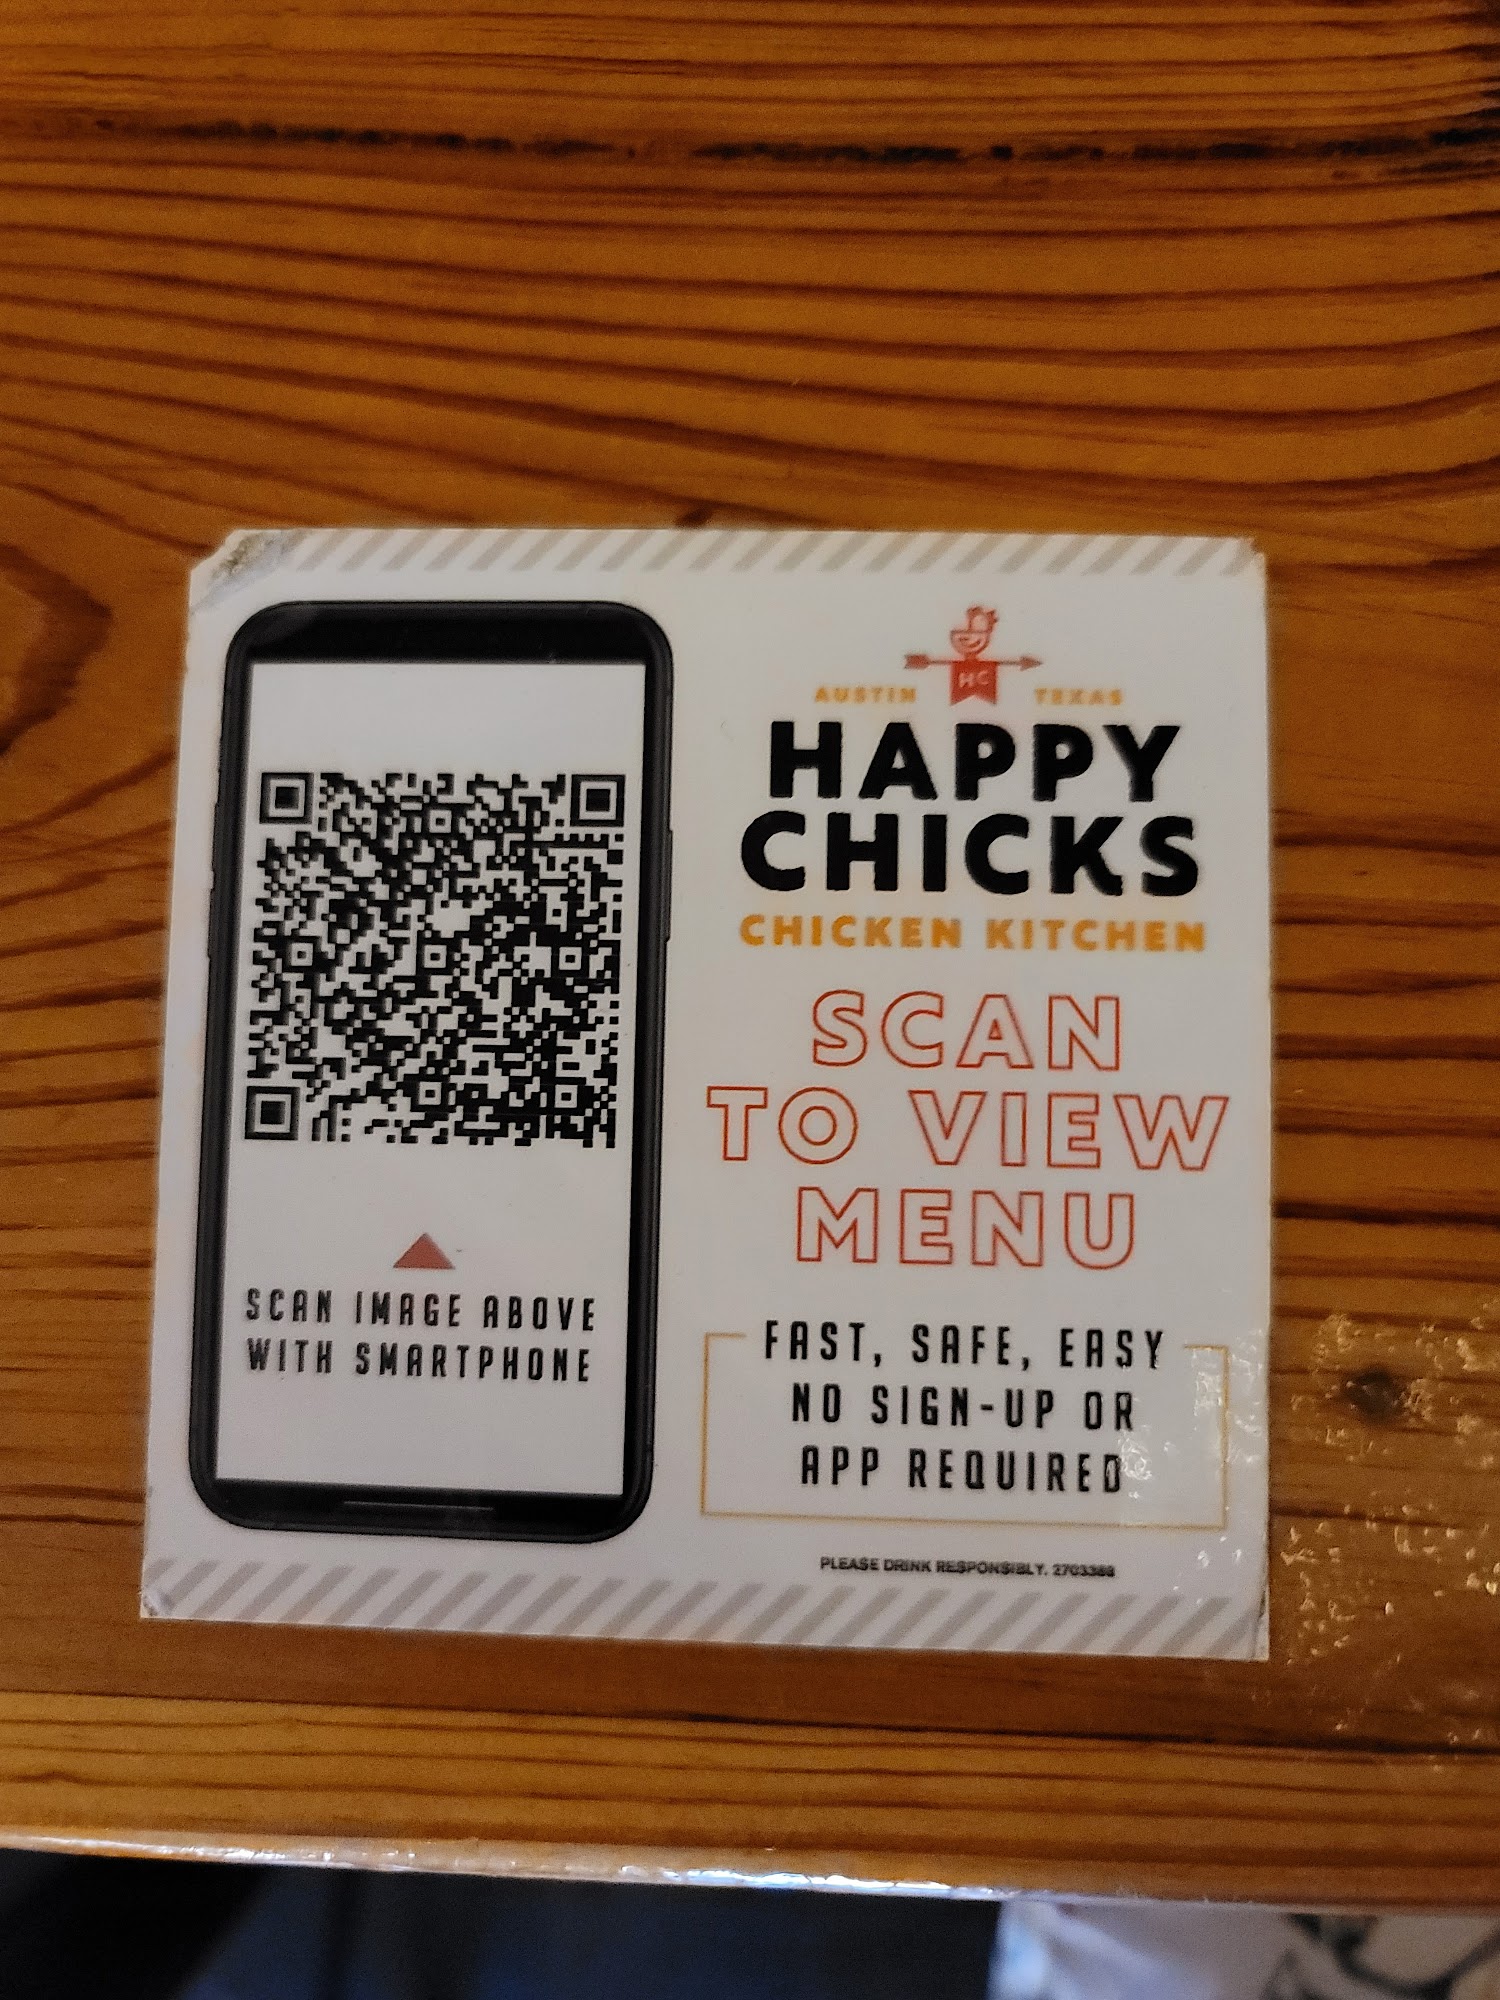 HC
AUSTIN TEXAS
HAPPY
CHICKS
CHICKEN KITCHEN
SCAN
TO VIEW
MENU
SCAN IMAGE ABOVE
WITH SMARTPHONE
FAST, SAFE, EASY
NO SIGN-UP OR
APP REQUIRED
PLEASE DRINK RESPONSIBLY.